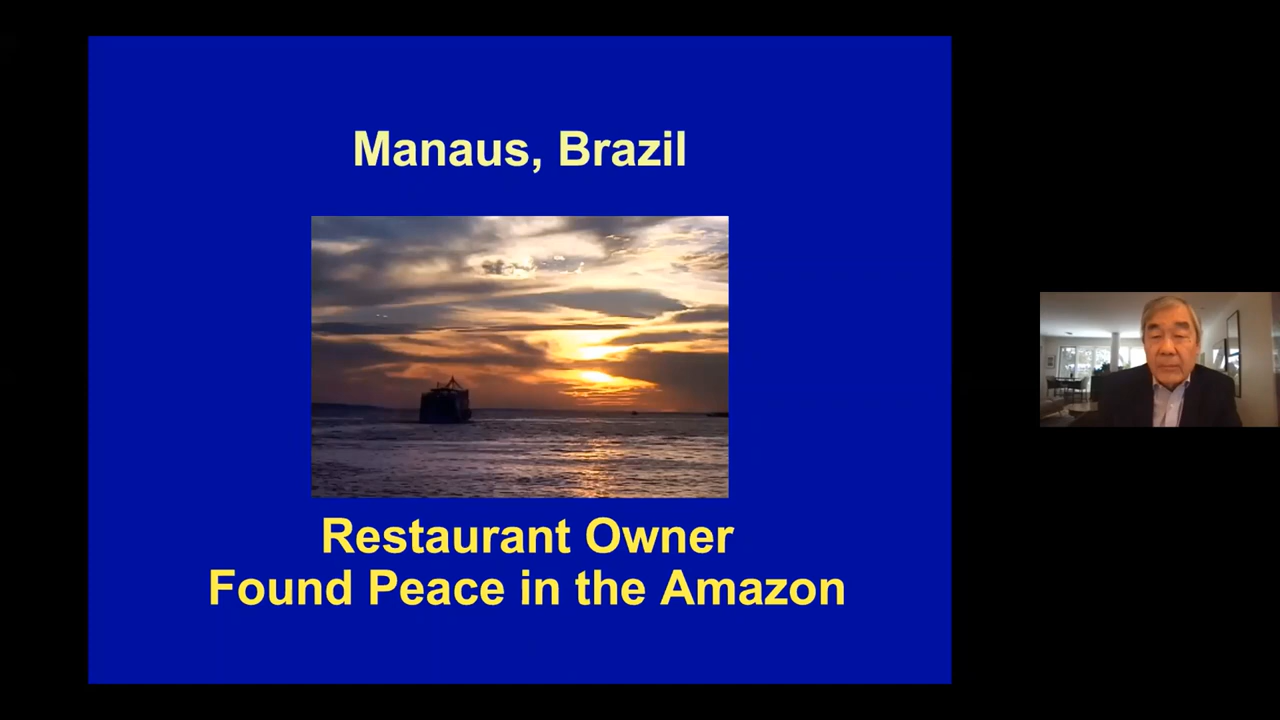 Manaus, Brazil
Restaurant Owner
Found Peace in the Amazon